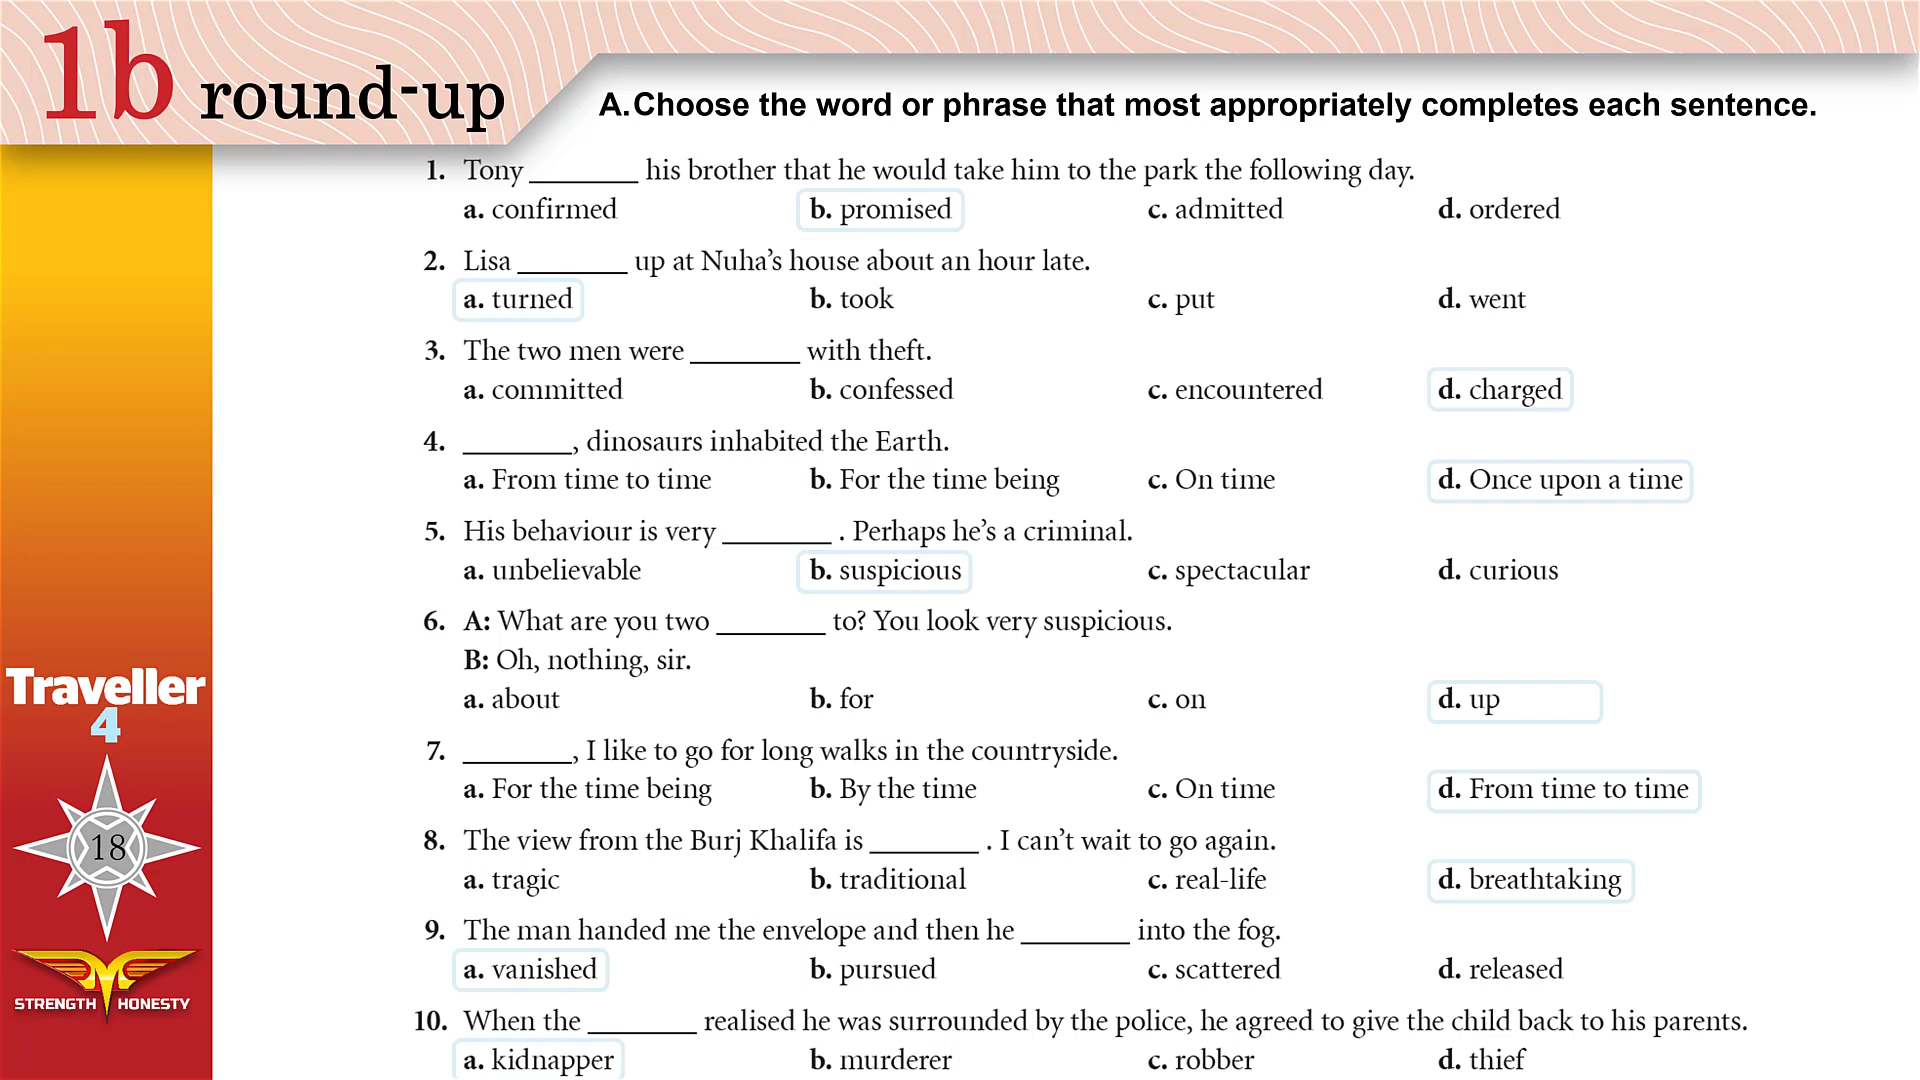 1b round-up
A.Choose the word or phrase that most appropriately completes each sentence.
1. Tony ________ his brother that he would take him to the park the following day.
a. confirmed b. promised c. admitted d. ordered
2. Lisa ________ up at Nuha’s house about an hour late.
a. turned b. took c. put d. went
3. The two men were ________ with theft.
a. committed b. confessed c. encountered d. charged
4. ________, dinosaurs inhabited the Earth.
a. From time to time b. For the time being c. On time d. Once upon a time
5. His behaviour is very ________ . Perhaps he’s a criminal.
a. unbelievable b. suspicious c. spectacular d. curious
6. A: What are you two ________ to? You look very suspicious.
B: Oh, nothing, sir.
a. about b. for c. on d. up
7. ________, I like to go for long walks in the countryside.
a. For the time being b. By the time c. On time d. From time to time
8. The view from the Burj Khalifa is ________ . I can’t wait to go again.
a. tragic b. traditional c. real-life d. breathtaking
9. The man handed me the envelope and then he ________ into the fog.
a. vanished b. pursued c. scattered d. released
10. When the ________ realised he was surrounded by the police, he agreed to give the child back to his parents.
a. kidnapper b. murderer c. robber d. thief
Traveller
4
18
STRENGTH HONESTY